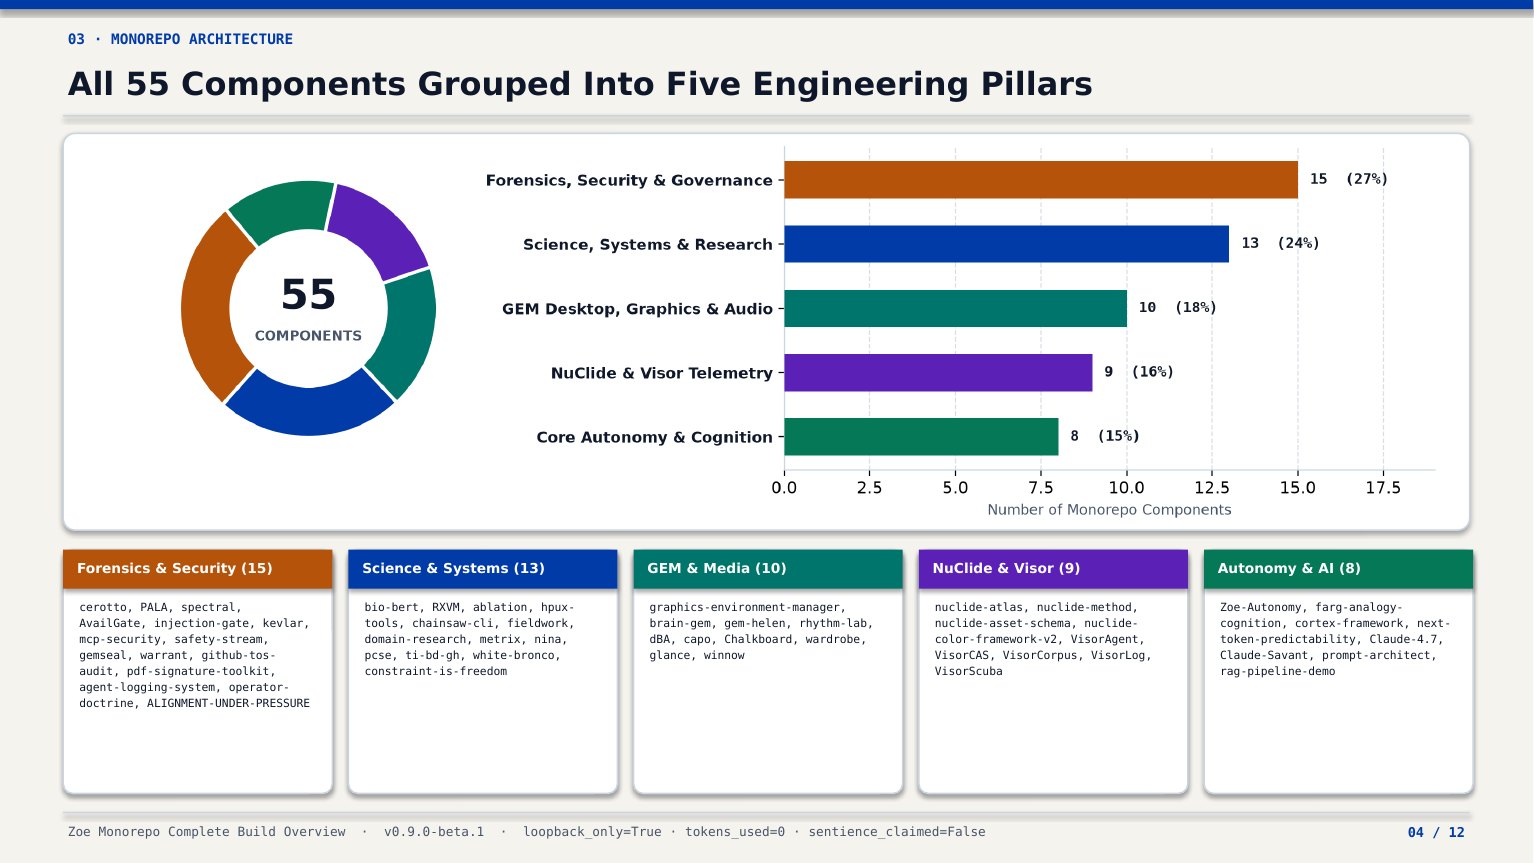 03 · MONOREPO ARCHITECTURE
All 55 Components Grouped Into Five Engineering Pillars
55
COMPONENTS
Forensics, Security & Governance
15 (27%)
Science, Systems & Research
13 (24%)
GEM Desktop, Graphics & Audio
10 (18%)
NuClide & Visor Telemetry
9 (16%)
Core Autonomy & Cognition
8 (15%)
0.0 2.5 5.0 7.5 10.0 12.5 15.0 17.5
Number of Monorepo Components
Forensics & Security (15)
cerotto, PALA, spectral,
AvailGate, injection-gate, kevlar,
mcp-security, safety-stream,
gemseal, warrant, github-tos-
audit, pdf-signature-toolkit,
agent-logging-system, operator-
doctrine, ALIGNMENT-UNDER-PRESSURE
Science & Systems (13)
bio-bert, RXVM, ablation, hpux-
tools, chainsaw-cli, fieldwork,
domain-research, metrix, nina,
pcse, ti-bd-gh, white-bronco,
constraint-is-freedom
GEM & Media (10)
graphics-environment-manager,
brain-gem, gem-helen, rhythm-lab,
dBA, capo, Chalkboard, wardrobe,
glance, winnow
NuClide & Visor (9)
nuclide-atlas, nuclide-method,
nuclide-asset-schema, nuclide-
color-framework-v2, VisorAgent,
VisorCAS, VisorCorpus, VisorLog,
VisorScuba
Autonomy & AI (8)
Zoe-Autonomy, farg-analogy-
cognition, cortex-framework, next-
token-predictability, Claude-4.7,
Claude-Savant, prompt-architect,
rag-pipeline-demo
Zoe Monorepo Complete Build Overview · v0.9.0-beta.1 · loopback_only=True · tokens_used=0 · sentience_claimed=False
04 / 12